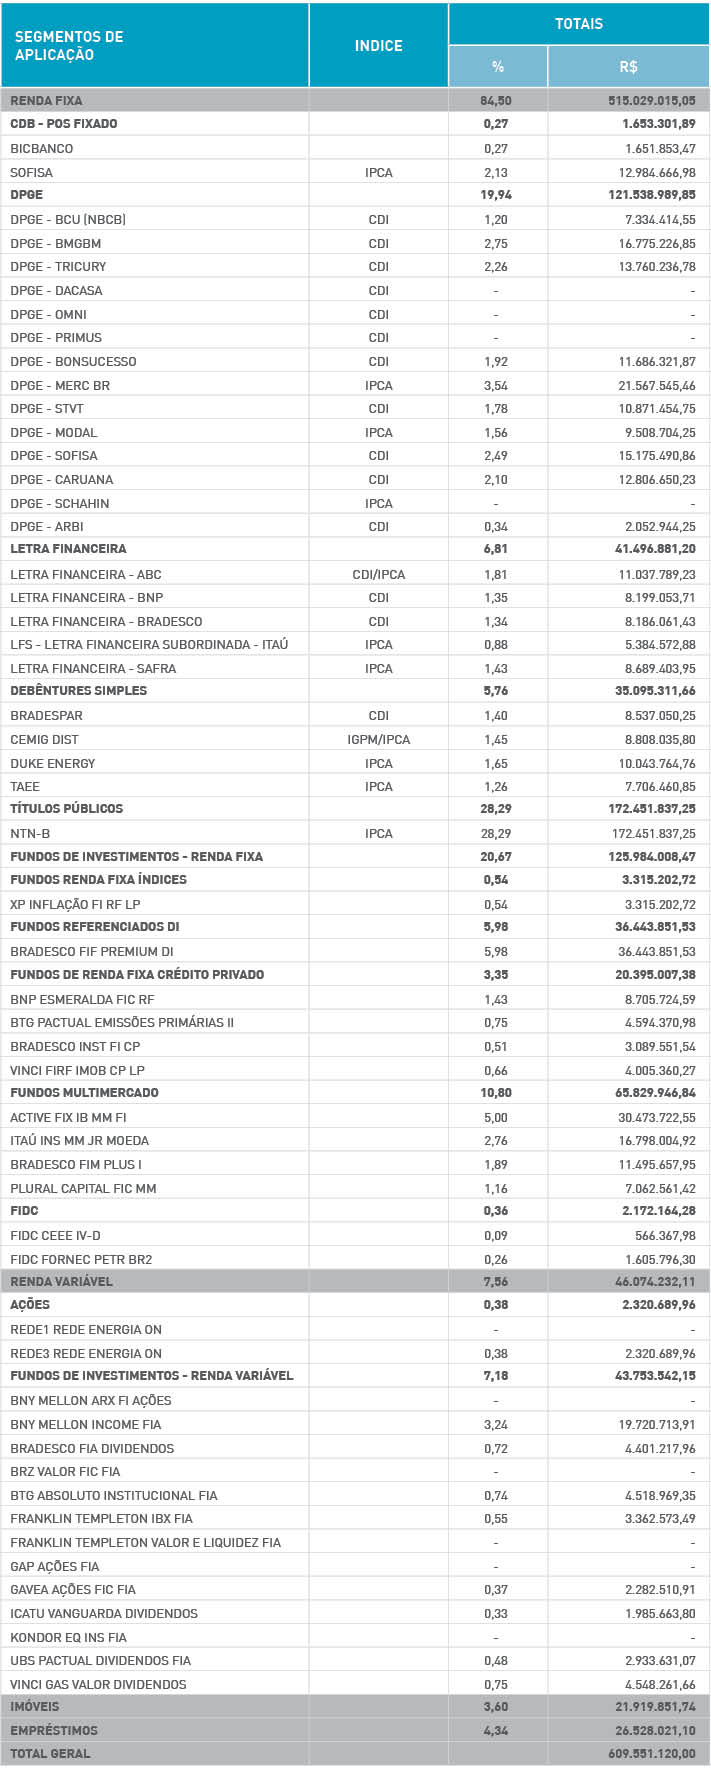 SEGMENTOS DE
APLICAÇÃO
INDICE
TOTAIS
% R$
RENDA FIXA 84,50 515.029.015,05
CDB - POS FIXADO 0,27 1.653.301,89
BICBANCO 0,27 1.651.853,47
SOFISA IPCA 2,13 12.984.666,98
DPGE 19,94 121.538.989,85
DPGE - BCU (NBCB) CDI 1,20 7.334.414,55
DPGE - BMGBM CDI 2,75 16.775.226,85
DPGE - TRICURY CDI 2,26 13.760.236,78
DPGE - DACASA CDI - -
DPGE - OMNI CDI - -
DPGE - PRIMUS CDI - -
DPGE - BONSUCESSO CDI 1,92 11.686.321,87
DPGE - MERC BR IPCA 3,54 21.567.545,46
DPGE - STVT CDI 1,78 10.871.454,75
DPGE - MODAL IPCA 1,56 9.508.704,25
DPGE - SOFISA CDI 2,49 15.175.490,86
DPGE - CARUANA CDI 2,10 12.806.650,23
DPGE - SCHAHIN IPCA - -
DPGE - ARBI CDI 0,34 2.052.944,25
LETRA FINANCEIRA 6,81 41.496.881,20
LETRA FINANCEIRA - ABC CDI/IPCA 1,81 11.037.789,23
LETRA FINANCEIRA - BNP CDI 1,35 8.199.053,71
LETRA FINANCEIRA - BRADESCO CDI 1,34 8.186.061,43
LFS - LETRA FINANCEIRA SUBORDINADA - ITAÚ IPCA 0,88 5.384.572,88
LETRA FINANCEIRA - SAFRA IPCA 1,43 8.689.403,95
DEBÊNTURES SIMPLES 5,76 35.095.311,66
BRADESPAR CDI 1,40 8.537.050,25
CEMIG DIST IGPM/IPCA 1,45 8.808.035,80
DUKE ENERGY IPCA 1,65 10.043.764,76
TAEE IPCA 1,26 7.706.460,85
TÍTULOS PÚBLICOS 28,29 172.451.837,25
NTN-B IPCA 28,29 172.451.837,25
FUNDOS DE INVESTIMENTOS - RENDA FIXA 20,67 125.984.008,47
FUNDOS RENDA FIXA ÍNDICES 0,54 3.315.202,72
XP INFLAÇÃO FI RF LP 0,54 3.315.202,72
FUNDOS REFERENCIADOS DI 5,98 36.443.851,53
BRADESCO FIF PREMIUM DI 5,98 36.443.851,53
FUNDOS DE RENDA FIXA CRÉDITO PRIVADO 3,35 20.395.007,38
BNP ESMERALDA FIC RF 1,43 8.705.724,59
BTG PACTUAL EMISSÕES PRIMÁRIAS II 0,75 4.594.370,98
BRADESCO INST FI CP 0,51 3.089.551,54
VINCI FIRF IMOB CP LP 0,66 4.005.360,27
FUNDOS MULTIMERCADO 10,80 65.829.946,84
ACTIVE FIX IB MM FI 5,00 30.473.722,55
ITAÚ INS MM JR MOEDA 2,76 16.798.004,92
BRADESCO FIM PLUS I 1,89 11.495.657,95
PLURAL CAPITAL FIC MM 1,16 7.062.561,42
FIDC 0,36 2.172.164,28
FIDC CEEE IV-D 0,09 566.367,98
FIDC FORNEC PETR BR2 0,26 1.605.796,30
RENDA VARIÁVEL 7,56 46.074.232,11
AÇÕES 0,38 2.320.689,96
REDE1 REDE ENERGIA ON - -
REDE3 REDE ENERGIA ON 0,38 2.320.689,96
FUNDOS DE INVESTIMENTOS - RENDA VARIÁVEL 7,18 43.753.542,15
BNY MELLON ARX FI AÇÕES - -
BNY MELLON INCOME FIA 3,24 19.720.713,91
BRADESCO FIA DIVIDENDOS 0,72 4.401.217,96
BRZ VALOR FIC FIA - -
BTG ABSOLUTO INSTITUCIONAL FIA 0,74 4.518.969,35
FRANKLIN TEMPLETON IBX FIA 0,55 3.362.573,49
FRANKLIN TEMPLETON VALOR E LIQUIDEZ FIA - -
GAP AÇÕES FIA - -
GAVEA AÇÕES FIC FIA 0,37 2.282.510,91
ICATU VANGUARDA DIVIDENDOS 0,33 1.985.663,80
KONDOR EQ INS FIA - -
UBS PACTUAL DIVIDENDOS FIA 0,48 2.933.631,07
VINCI GAS VALOR DIVIDENDOS 0,75 4.548.261,66
IMÓVEIS 3,60 21.919.851,74
EMPRÉSTIMOS 4,34 26.528.021,10
TOTAL GERAL 609.551.120,00